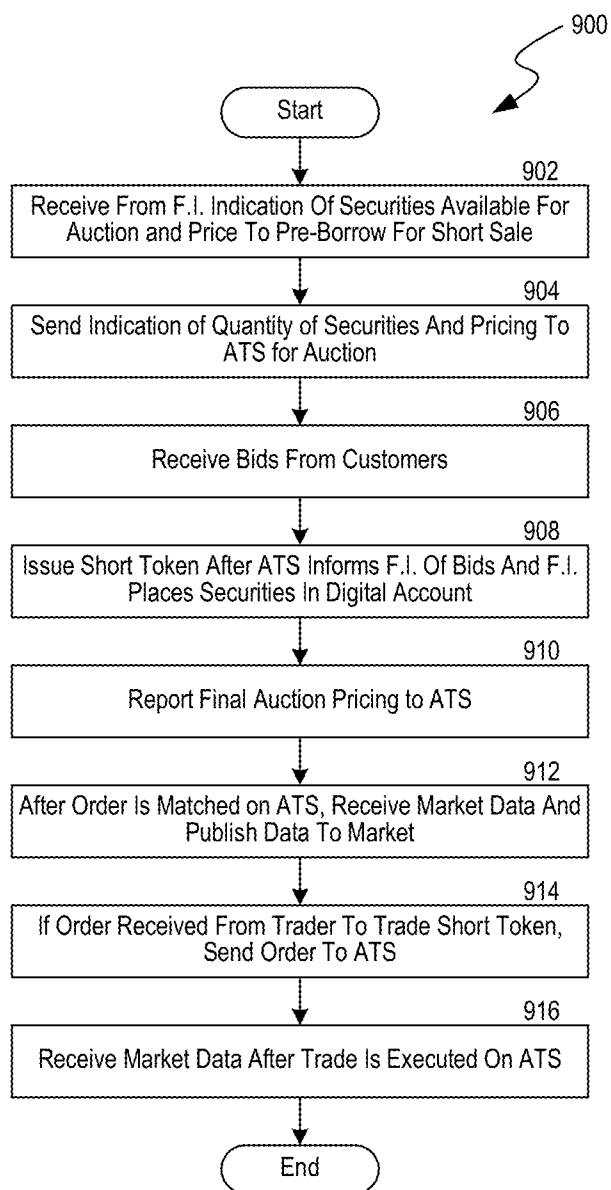 900
Start
902
Receive From F.I. Indication Of Securities Available For
Auction and Price To Pre-Borrow For Short Sale
904
Send Indication of Quantity of Securities And Pricing To
ATS for Auction
906
Receive Bids From Customers
908
Issue Short Token After ATS Informs F.I. Of Bids And F.I.
Places Securities In Digital Account
910
Report Final Auction Pricing to ATS
912
After Order Is Matched on ATS, Receive Market Data And
Publish Data To Market
914
If Order Received From Trader To Trade Short Token,
Send Order To ATS
916
Receive Market Data After Trade Is Executed On ATS
End